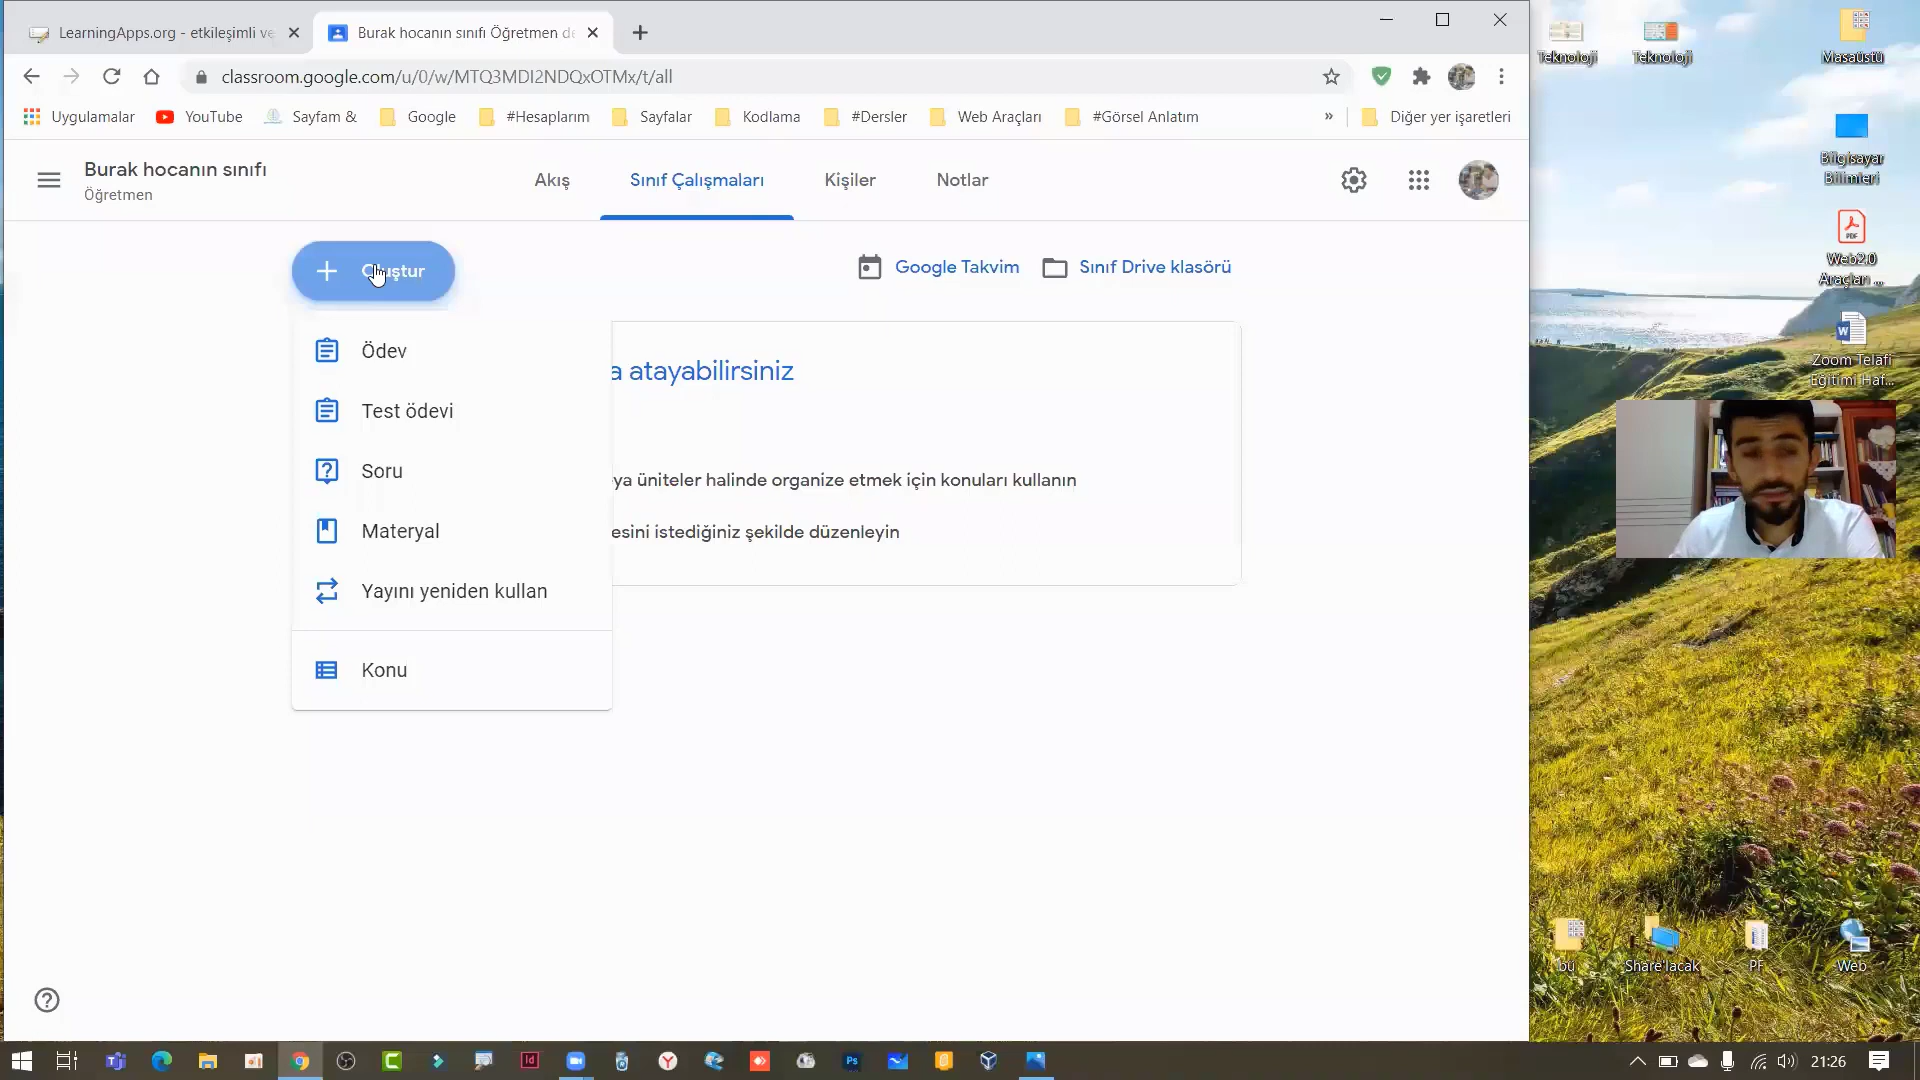 LearningApps.org - etkileşimli ve
Burak hocanın sınıfı Öğretmen de
classroom.google.com/u/0/w/MTQ3MDI2NDQxOTMx/t/all
Uygulamalar
YouTube
Sayfam &
Google
#Hesaplarım
Sayfalar
Kodlama
#Dersler
Web Araçları
#Görsel Anlatım
»
Diğer yer işaretleri
Burak hocanın sınıfı
Öğretmen
Akış
Sınıf Çalışmaları
Kişiler
Notlar
Oluştur
Google Takvim
Sınıf Drive klasörü
Ödev
Test ödevi
Soru
Materyal
Yayını yeniden kullan
Konu
a atayabilirsiniz
ya üniteler halinde organize etmek için konuları kullanın
esini istediğiniz şekilde düzenleyin
Teknoloji
Teknoloji
Masaüstü
Bilgisayar
Bilimleri
PDF
Web2.0
Araçları ...
Zoom Telafi
Eğitimi Haf...
bü
Share'lacak
PF
Web
21:26